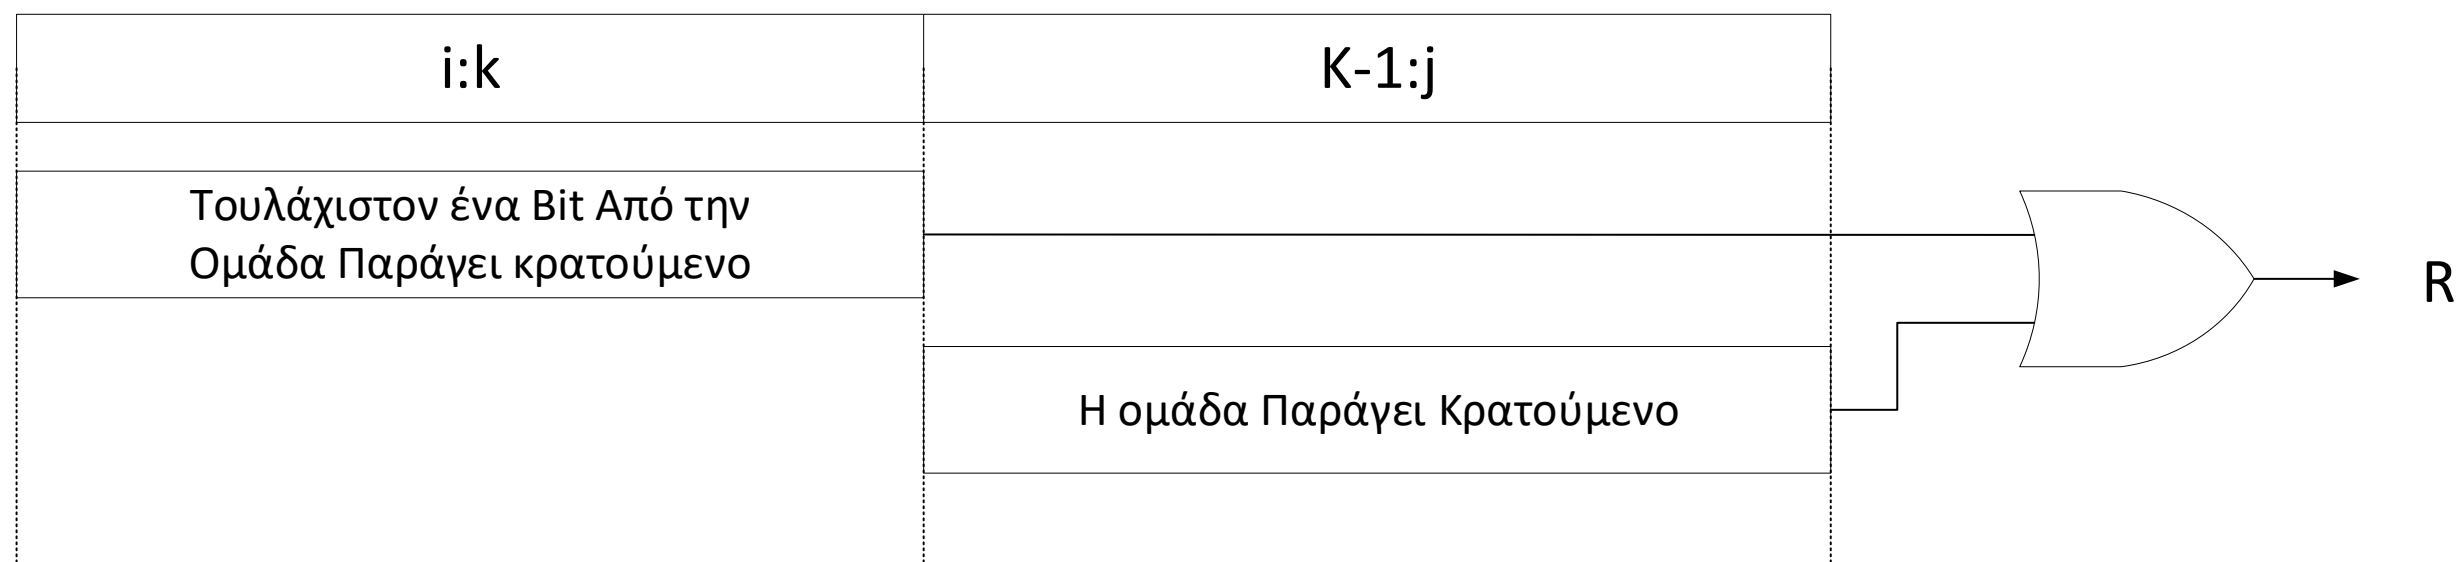 i:k
K-1:j
Τουλάχιστον ένα Bit Από την
Ομάδα Παράγει κρατούμενο
R
Η ομάδα Παράγει Κρατούμενο